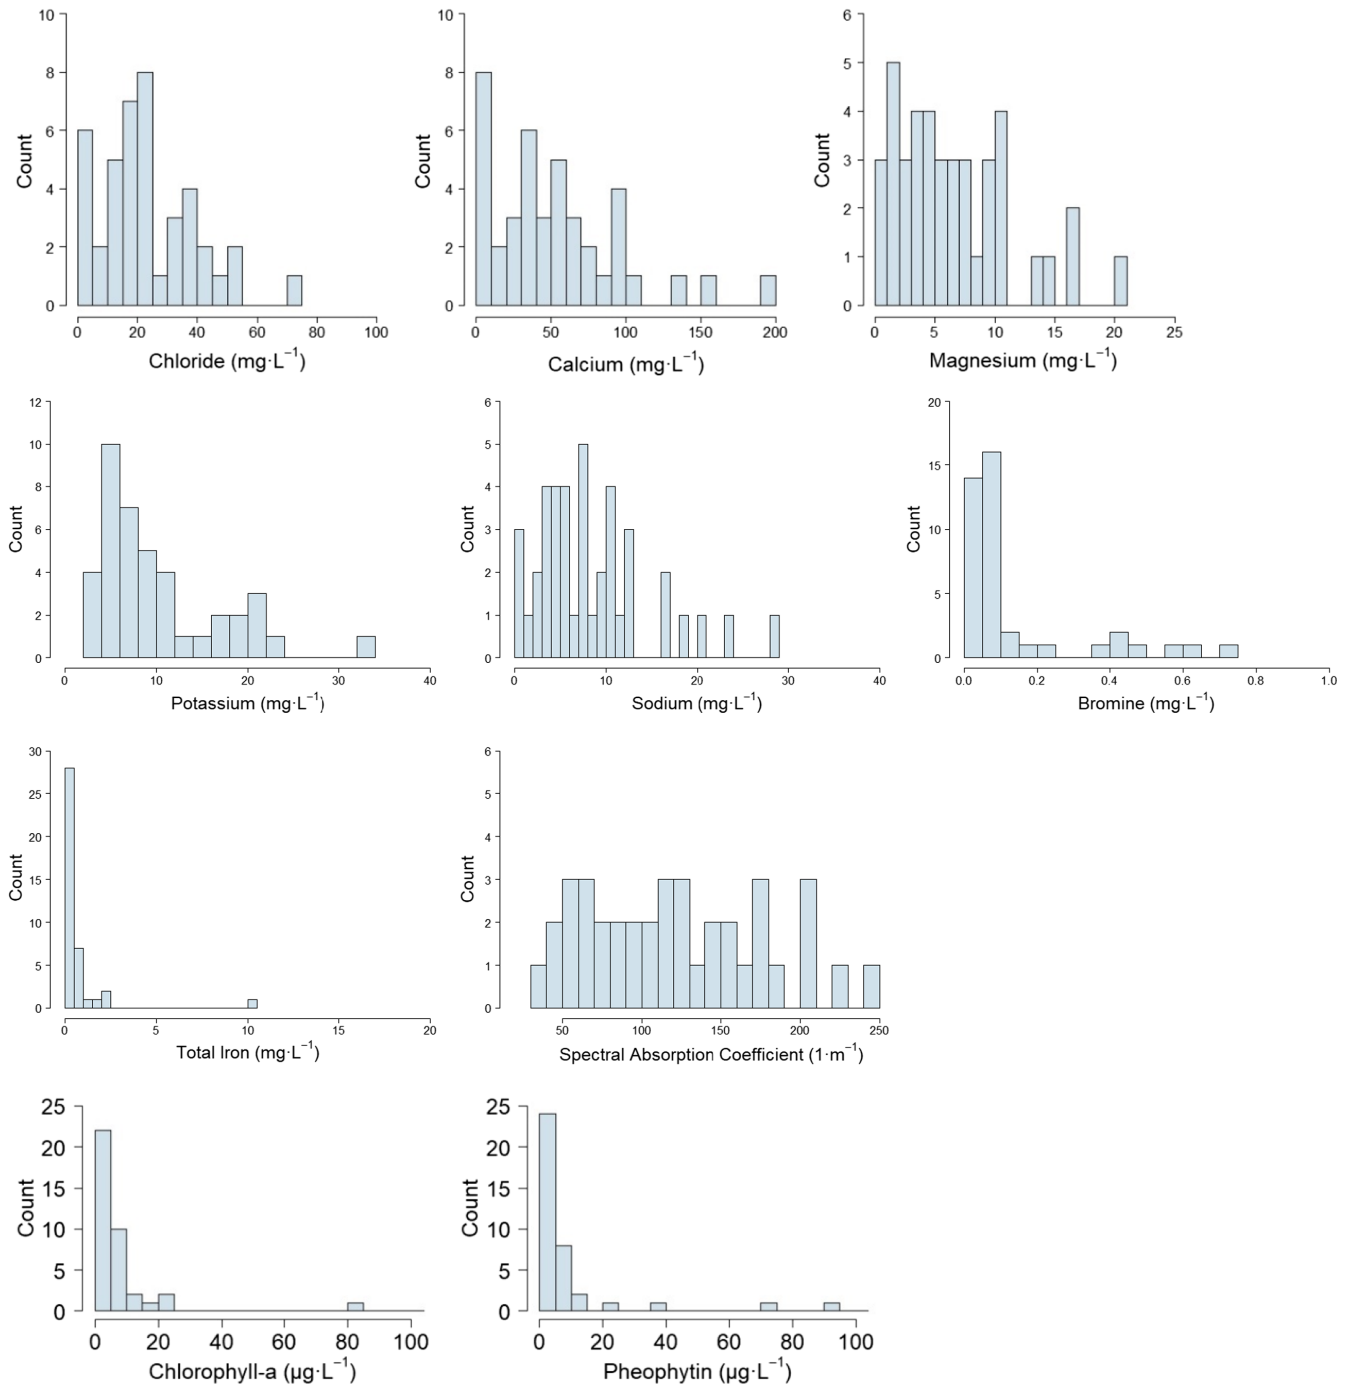 10
8
6
4
2
0
Count
0 20 40 60 80 100
Chloride (mg·L⁻¹)
10
8
6
4
2
0
Count
0 50 100 150 200
Calcium (mg·L⁻¹)
6
5
4
3
2
1
0
Count
0 5 10 15 20 25
Magnesium (mg·L⁻¹)
12
10
8
6
4
2
0
Count
0 10 20 30 40
Potassium (mg·L⁻¹)
6
5
4
3
2
1
0
Count
0 10 20 30 40
Sodium (mg·L⁻¹)
20
15
10
5
0
Count
0.0 0.2 0.4 0.6 0.8 1.0
Bromine (mg·L⁻¹)
30
25
20
15
10
5
0
Count
0 5 10 15 20
Total Iron (mg·L⁻¹)
6
5
4
3
2
1
0
Count
50 100 150 200 250
Spectral Absorption Coefficient (1·m⁻¹)
25
20
15
10
5
0
Count
0 20 40 60 80 100
Chlorophyll-a (µg·L⁻¹)
25
20
15
10
5
0
Count
0 20 40 60 80 100
Pheophytin (µg·L⁻¹)